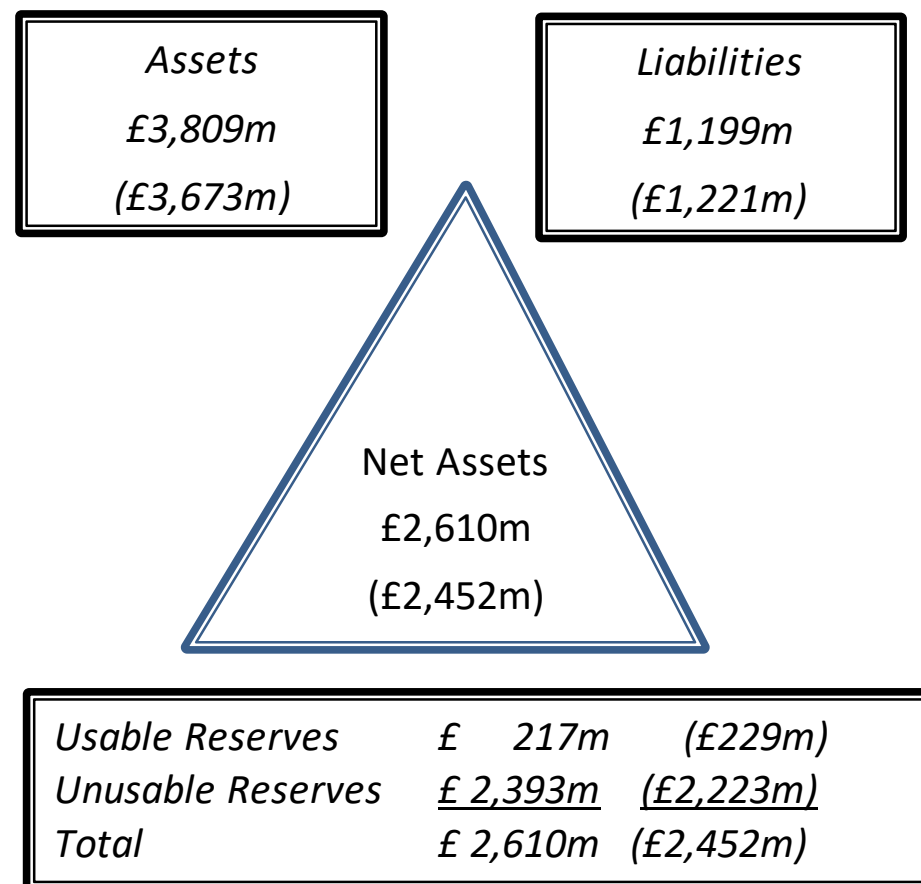 Assets
£3,809m
(£3,673m)
Liabilities
£1,199m
(£1,221m)
Net Assets
£2,610m
(£2,452m)
Usable Reserves £ 217m (£229m)
Unusable Reserves £ 2,393m (£2,223m)
Total £ 2,610m (£2,452m)